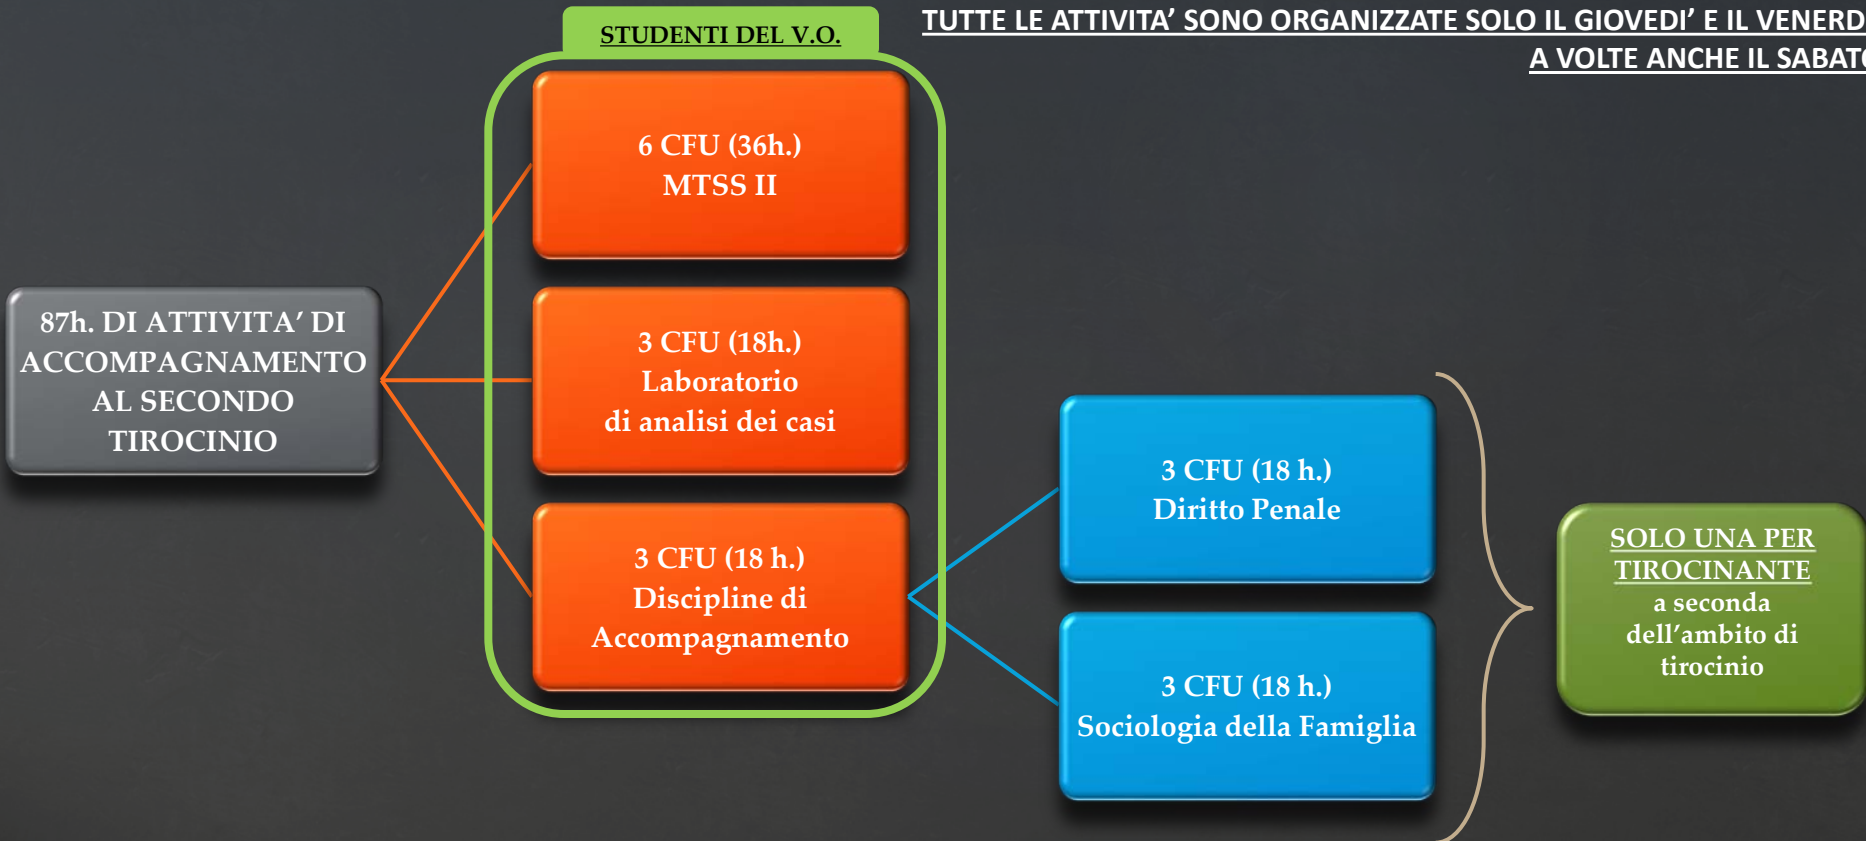 STUDENTI DEL V.O.
TUTTE LE ATTIVITA’ SONO ORGANIZZATE SOLO IL GIOVEDI’ E IL VENERD
A VOLTE ANCHE IL SABATO
87h. DI ATTIVITA’ DI
ACCOMPAGNAMENTO
AL SECONDO
TIROCINIO
6 CFU (36h.)
MTSS II
3 CFU (18h.)
Laboratorio
di analisi dei casi
3 CFU (18 h.)
Discipline di
Accompagnamento
3 CFU (18 h.)
Diritto Penale
3 CFU (18 h.)
Sociologia della Famiglia
SOLO UNA PER
TIROCINANTE
a seconda
dell’ambito di
tirocinio